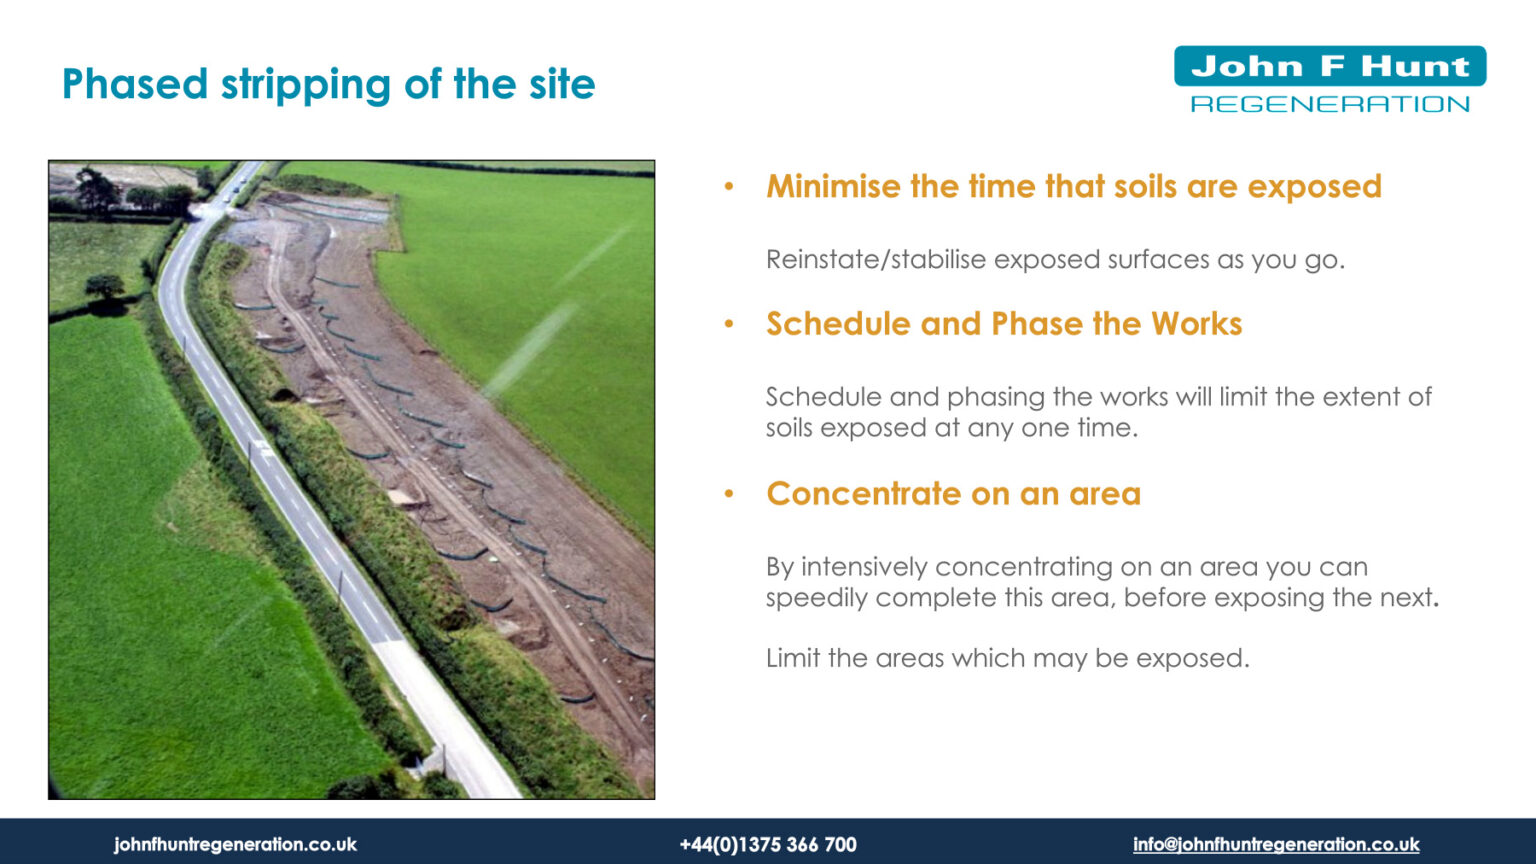 Phased stripping of the site
John F Hunt
REGENERATION
• Minimise the time that soils are exposed
Reinstate/stabilise exposed surfaces as you go.
• Schedule and Phase the Works
Schedule and phasing the works will limit the extent of
soils exposed at any one time.
• Concentrate on an area
By intensively concentrating on an area you can
speedily complete this area, before exposing the next.
Limit the areas which may be exposed.
johnfhuntregeneration.co.uk
+44(0)1375 366 700
info@johnfhuntregeneration.co.uk